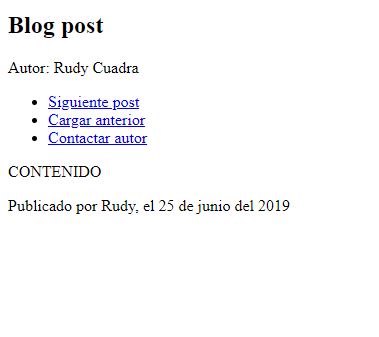 Blog post
Autor: Rudy Cuadra
Siguiente post
Cargar anterior
Contactar autor
CONTENIDO
Publicado por Rudy, el 25 de junio del 2019